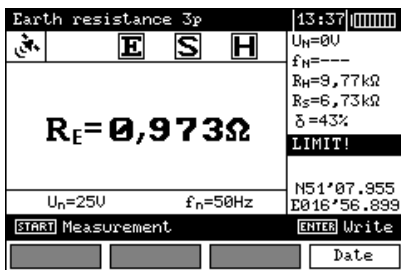 Earth resistance 3p 13:37
E S H
UN=0V
fN=---
RH=9,77kΩ
RS=6,73kΩ
δ=43%
LIMIT!
RE=0,973Ω
N51'07.955
E016'56.899
Un=25V fn=50Hz
START Measurement ENTER Write
Date